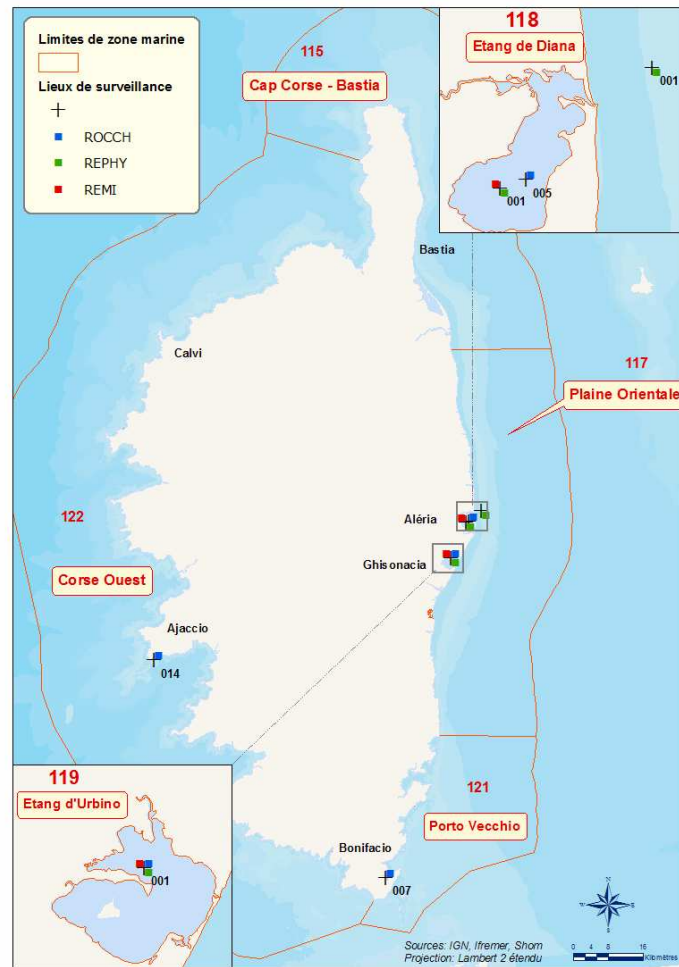 Limites de zone marine
Lieux de surveillance
ROCCH
REPHY
REMI
115
Cap Corse - Bastia
118
Etang de Diana
001
005
001
Bastia
Calvi
117
Plaine Orientale
122
Corse Ouest
Aléria
Ghisonacia
Ajaccio
014
119
Etang d'Urbino
001
121
Porto Vecchio
Bonifacio
007
N
Sources: IGN, Ifremer, Shom
Projection: Lambert 2 étendu
0 4 8 16
Kilomètres